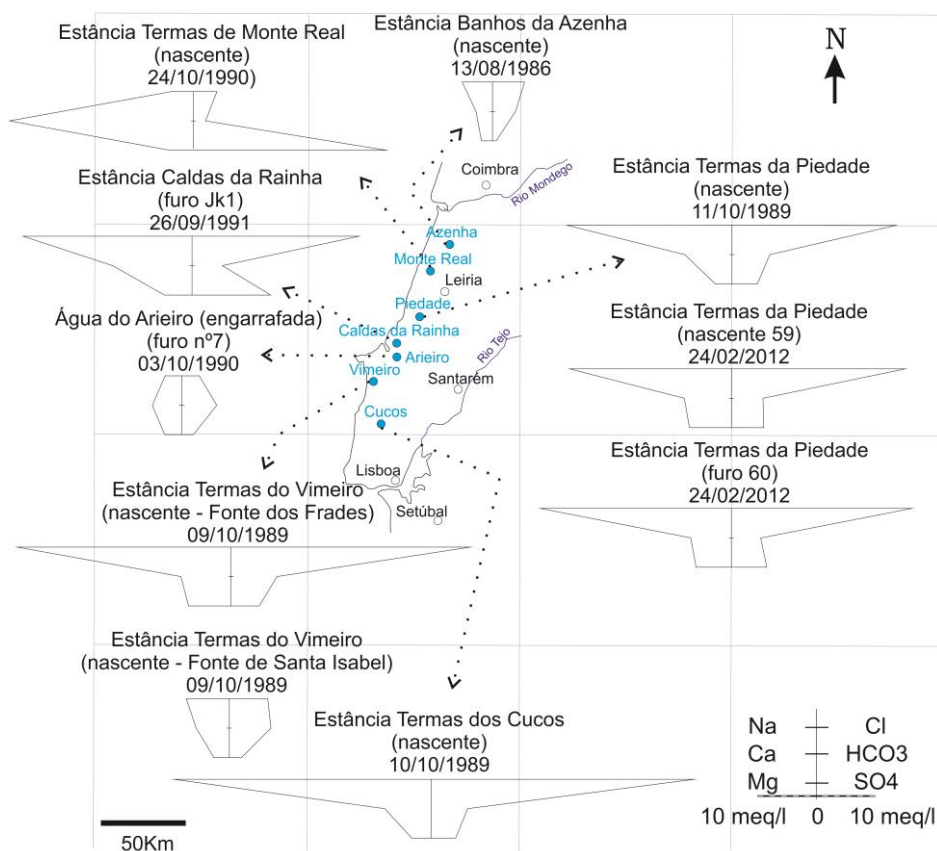 Estância Termas de Monte Real
(nascente)
24/10/1990)
Estância Banhos da Azenha
(nascente)
13/08/1986
N
Estância Caldas da Rainha
(furo Jk1)
26/09/1991
Coimbra
Rio Mondego
Estância Termas da Piedade
(nascente)
11/10/1989
Azenha
Monte Real
Leiria
Piedade
Caldas da Rainha
Arieiro
Vimeiro
Rio Tejo
Santarém
Cucos
Lisboa
Setúbal
Água do Arieiro (engarrafada)
(furo nº7)
03/10/1990
Estância Termas da Piedade
(nascente 59)
24/02/2012
Estância Termas da Piedade
(furo 60)
24/02/2012
Estância Termas do Vimeiro
(nascente - Fonte dos Frades)
09/10/1989
Estância Termas do Vimeiro
(nascente - Fonte de Santa Isabel)
09/10/1989
Estância Termas dos Cucos
(nascente)
10/10/1989
Na Cl
Ca HCO3
Mg SO4
10 meq/l 0 10 meq/l
50Km